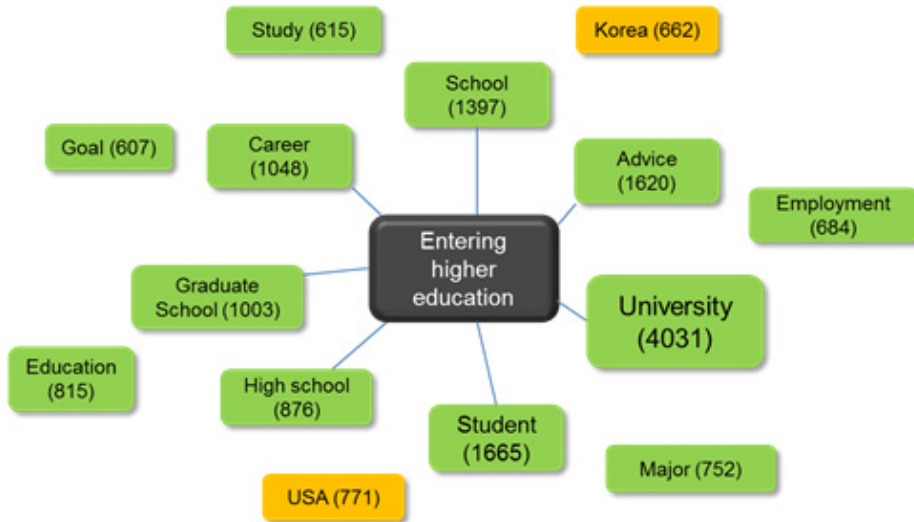 Study (615)
Korea (662)
School
(1397)
Goal (607)
Career
(1048)
Advice
(1620)
Employment
(684)
Entering
higher
education
Graduate
School (1003)
University
(4031)
Education
(815)
High school
(876)
Student
(1665)
Major (752)
USA (771)